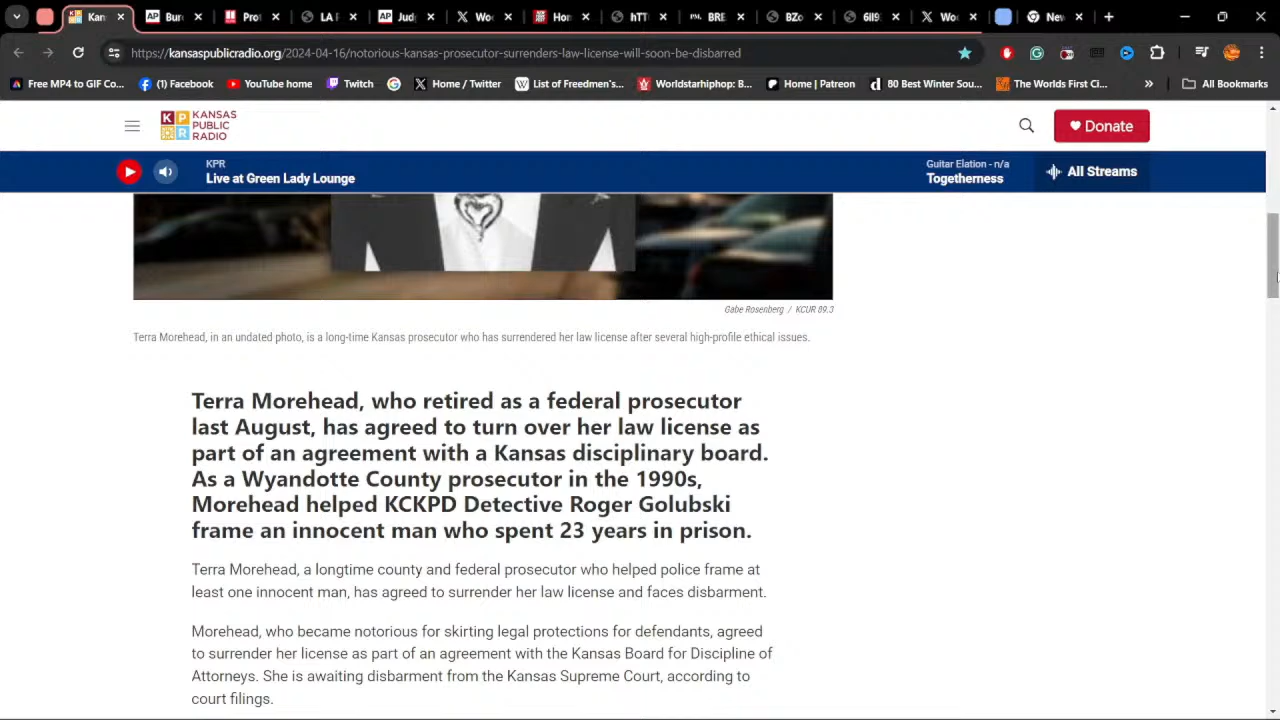 Kan
Bur
Prot
LA F
Judg
Wo
Hon
hTT
BRE
BZo
6ll9
Wo
New
https://kansaspublicradio.org/2024-04-16/notorious-kansas-prosecutor-surrenders-law-license-will-soon-be-disbarred
Free MP4 to GIF Co...
(1) Facebook
YouTube home
Twitch
Home / Twitter
List of Freedmen's...
Worldstarhiphop: B...
Home | Patreon
80 Best Winter Sou...
The Worlds First Ci...
All Bookmarks
KPR
KANSAS
PUBLIC
RADIO
Donate
KPR
Live at Green Lady Lounge
Guitar Elation - n/a
Togetherness
All Streams
Gabe Rosenberg / KCUR 89.3
Terra Morehead, in an undated photo, is a long-time Kansas prosecutor who has surrendered her law license after several high-profile ethical issues.
Terra Morehead, who retired as a federal prosecutor
last August, has agreed to turn over her law license as
part of an agreement with a Kansas disciplinary board.
As a Wyandotte County prosecutor in the 1990s,
Morehead helped KCKPD Detective Roger Golubski
frame an innocent man who spent 23 years in prison.
Terra Morehead, a longtime county and federal prosecutor who helped police frame at
least one innocent man, has agreed to surrender her law license and faces disbarment.
Morehead, who became notorious for skirting legal protections for defendants, agreed
to surrender her license as part of an agreement with the Kansas Board for Discipline of
Attorneys. She is awaiting disbarment from the Kansas Supreme Court, according to
court filings.